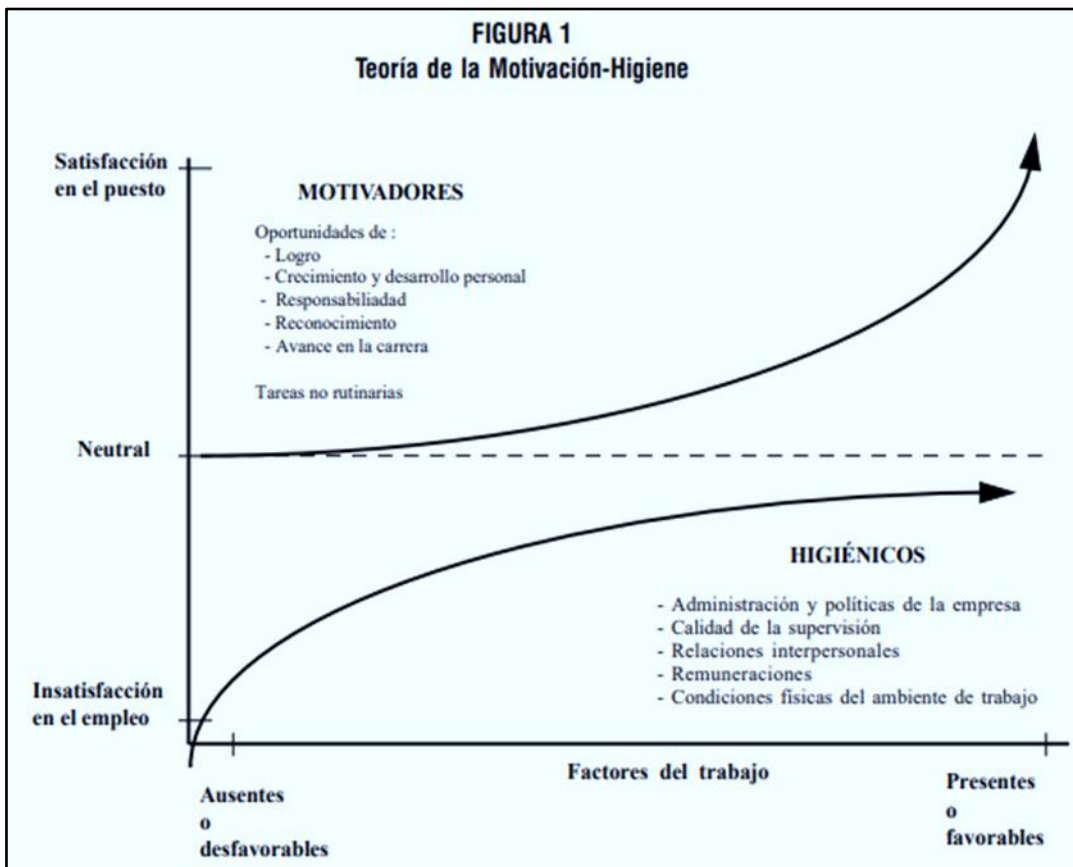 FIGURA 1
Teoría de la Motivación-Higiene
Satisfacción
en el puesto
MOTIVADORES
Oportunidades de :
- Logro
- Crecimiento y desarrollo personal
- Responsabiliadad
- Reconocimiento
- Avance en la carrera
Tareas no rutinarias
Neutral
HIGIÉNICOS
- Administración y políticas de la empresa
- Calidad de la supervisión
- Relaciones interpersonales
- Remuneraciones
- Condiciones físicas del ambiente de trabajo
Insatisfacción
en el empleo
Factores del trabajo
Ausentes
o
desfavorables
Presentes
o
favorables